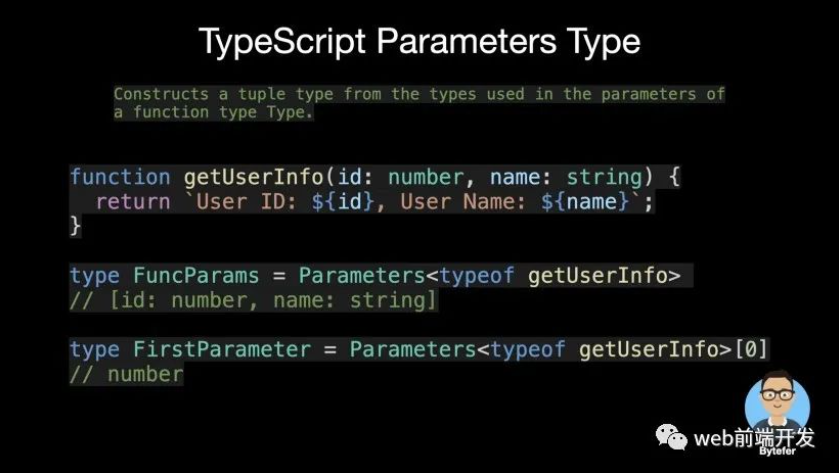 TypeScript Parameters Type
Constructs a tuple type from the types used in the parameters of
a function type Type.
function getUserInfo(id: number, name: string) {
  return `User ID: ${id}, User Name: ${name}`;
}
type FuncParams = Parameters<typeof getUserInfo>
// [id: number, name: string]
type FirstParameter = Parameters<typeof getUserInfo>[0]
// number
web前端开发
Bytefer